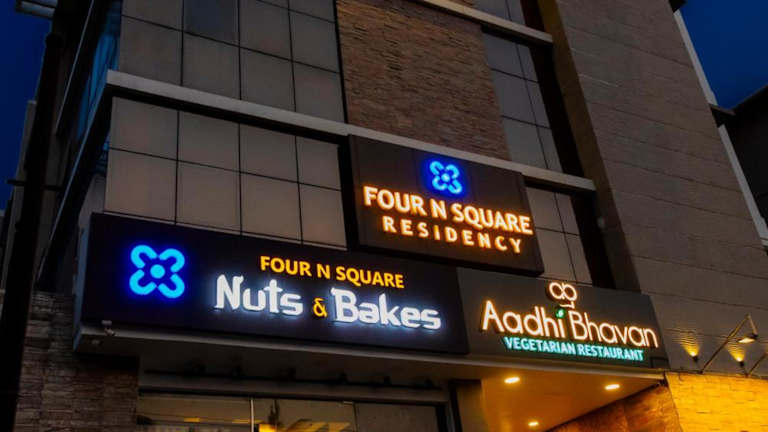 FOUR N SQUARE
RESIDENCY
FOUR N SQUARE
Nuts & Bakes
Aadhi Bhavan
VEGETARIAN RESTAURANT